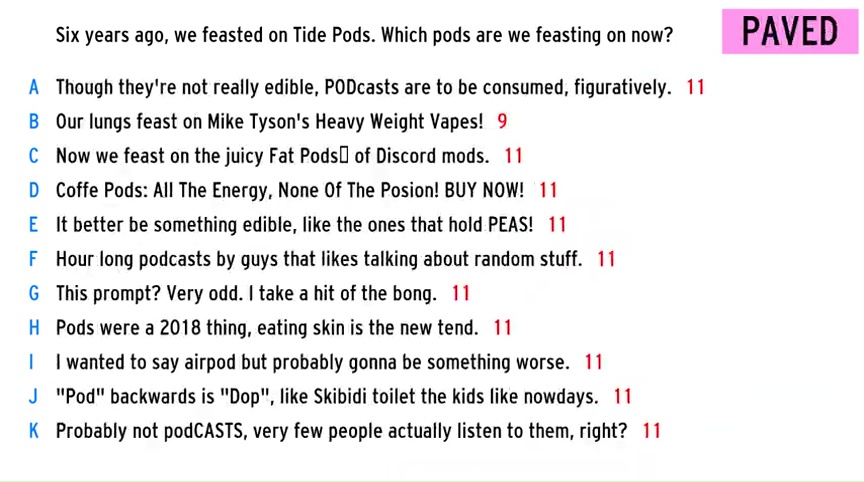 Six years ago, we feasted on Tide Pods. Which pods are we feasting on now?
PAVED
A Though they're not really edible, PODcasts are to be consumed, figuratively. 11
B Our lungs feast on Mike Tyson's Heavy Weight Vapes! 9
C Now we feast on the juicy Fat Pods▯ of Discord mods. 11
D Coffe Pods: All The Energy, None Of The Posion! BUY NOW! 11
E It better be something edible, like the ones that hold PEAS! 11
F Hour long podcasts by guys that likes talking about random stuff. 11
G This prompt? Very odd. I take a hit of the bong. 11
H Pods were a 2018 thing, eating skin is the new tend. 11
I I wanted to say airpod but probably gonna be something worse. 11
J "Pod" backwards is "Dop", like Skibidi toilet the kids like nowdays. 11
K Probably not podCASTS, very few people actually listen to them, right? 11